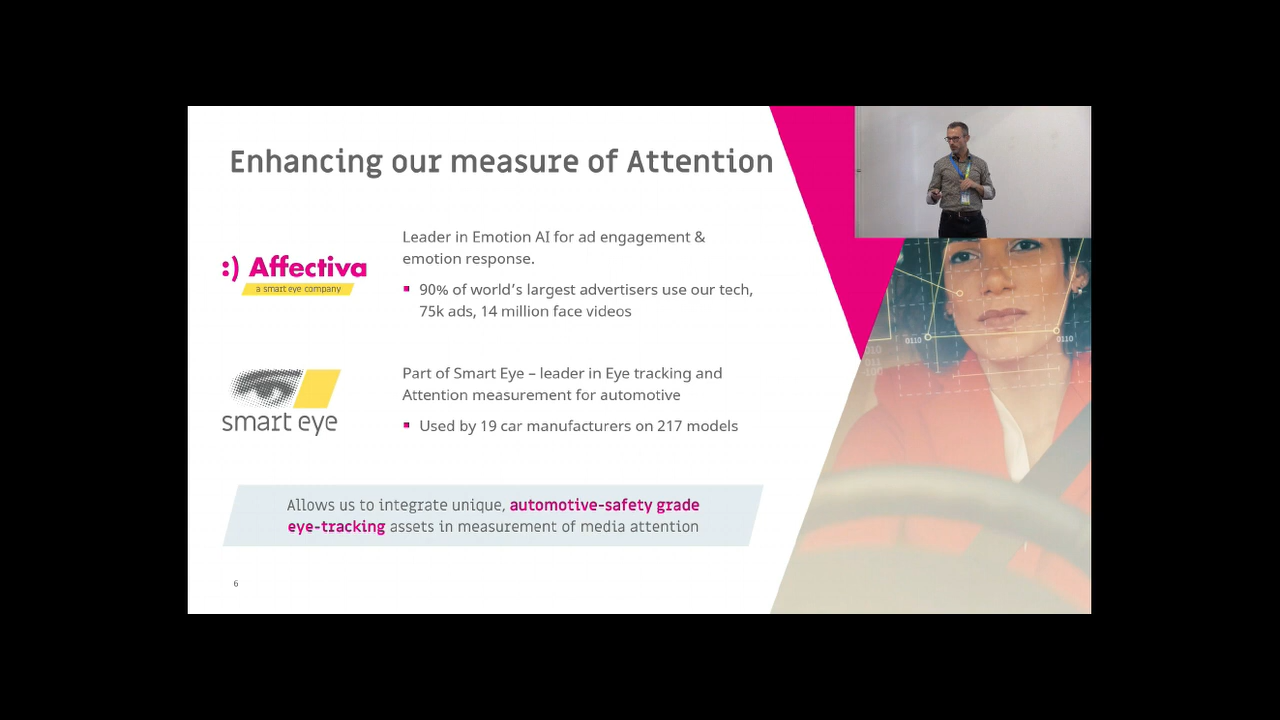 Enhancing our measure of Attention
:) Affectiva
a smart eye company
Leader in Emotion AI for ad engagement &
emotion response.
▪ 90% of world's largest advertisers use our tech,
75k ads, 14 million face videos
smart eye
Part of Smart Eye – leader in Eye tracking and
Attention measurement for automotive
▪ Used by 19 car manufacturers on 217 models
Allows us to integrate unique, automotive-safety grade
eye-tracking assets in measurement of media attention
6
0110
0110